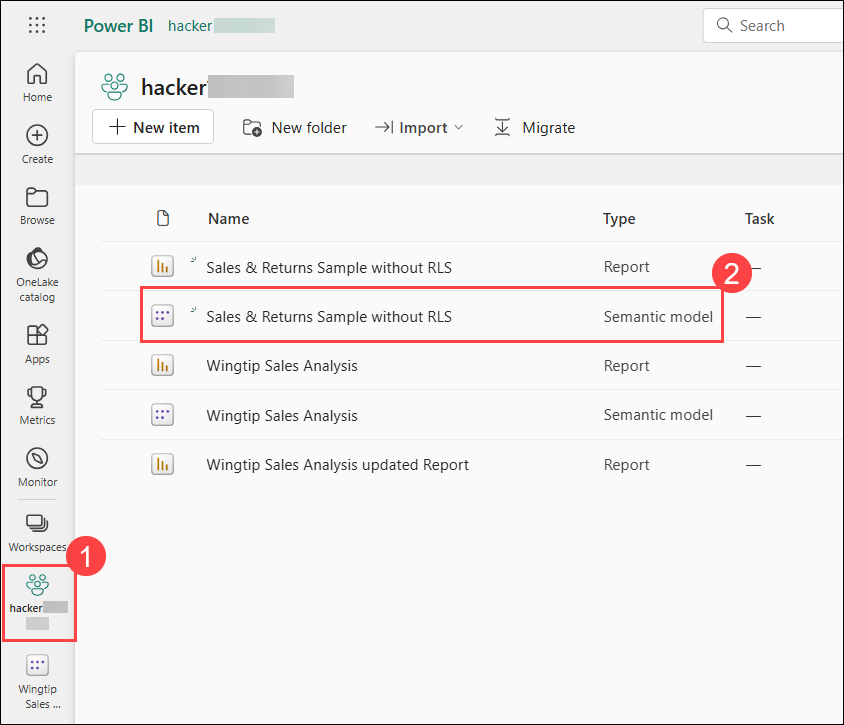 Power BI hacker
Search
Home
Create
Browse
OneLake
catalog
Apps
Metrics
Monitor
Workspaces
1
hacker
Wingtip
Sales ...
hacker
New item
New folder
Import
Migrate
Name Type Task
Sales & Returns Sample without RLS Report —
2
Sales & Returns Sample without RLS Semantic model —
Wingtip Sales Analysis Report —
Wingtip Sales Analysis Semantic model —
Wingtip Sales Analysis updated Report Report —